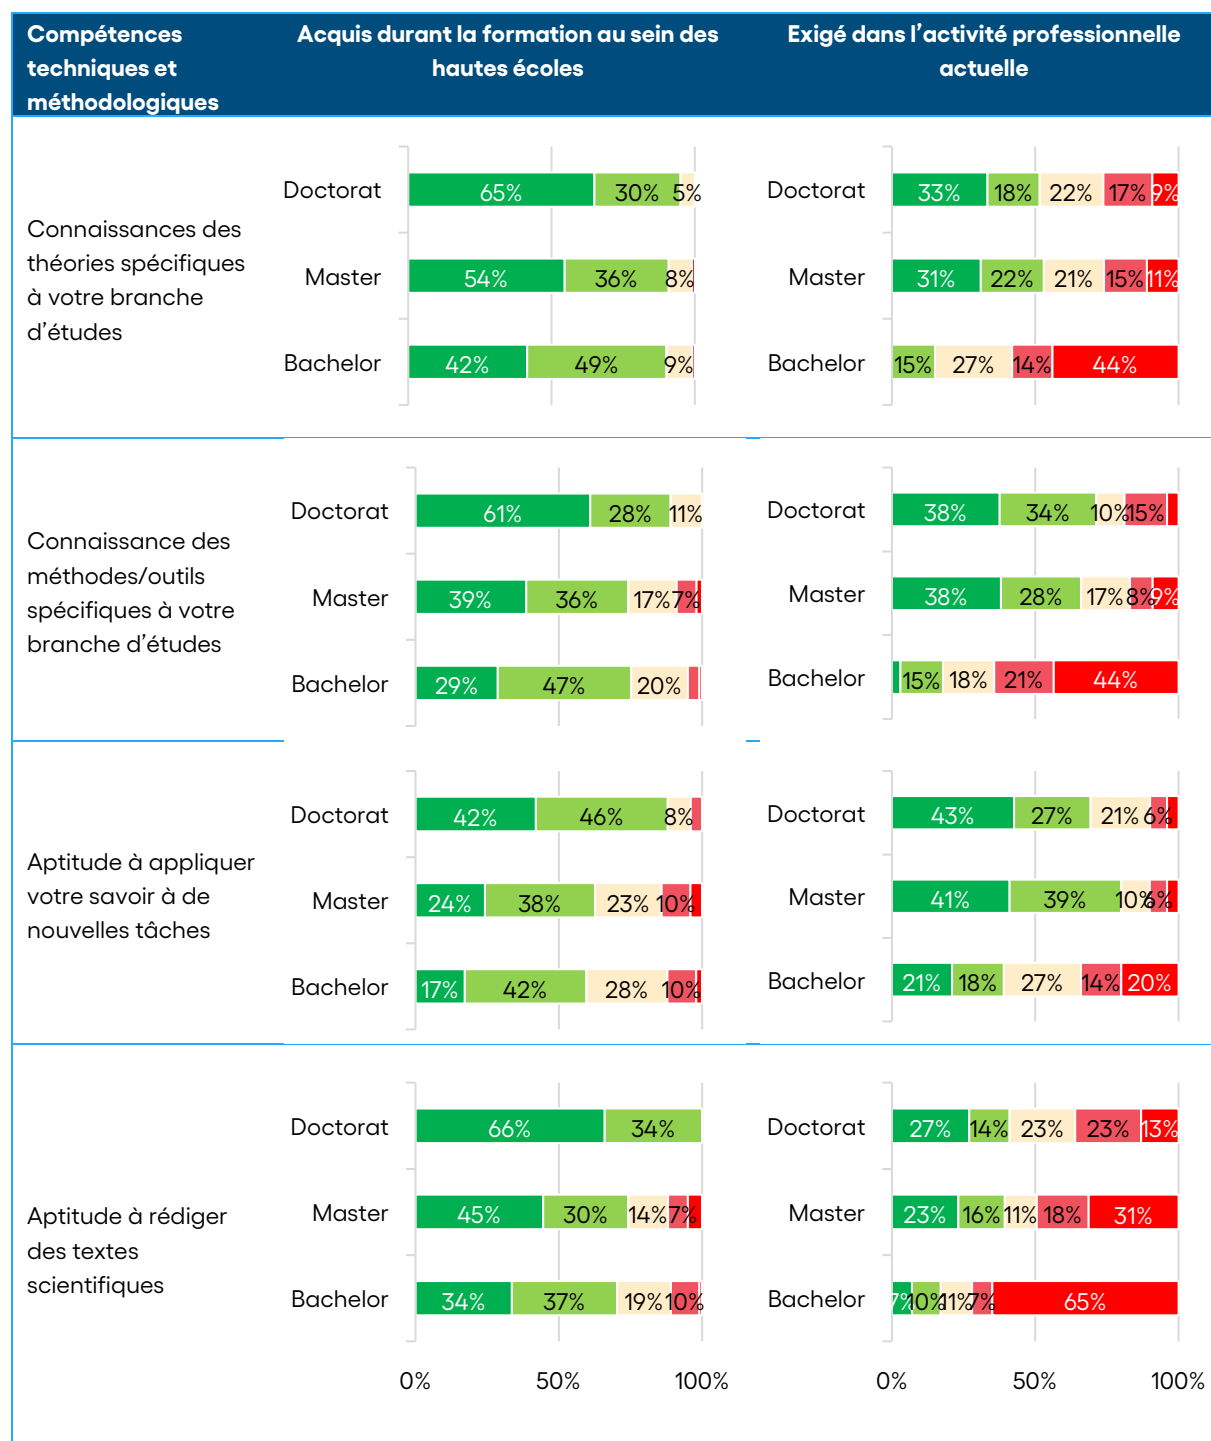 Compétences
techniques et
méthodologiques
Acquis durant la formation au sein des
hautes écoles
Exigé dans l’activité professionnelle
actuelle
Connaissances des
théories spécifiques
à votre branche
d’études
Doctorat 65% 30% 5%
Master 54% 36% 8%
Bachelor 42% 49% 9%
Doctorat 33% 18% 22% 17% 9%
Master 31% 22% 21% 15% 11%
Bachelor 15% 27% 14% 44%
Connaissance des
méthodes/outils
spécifiques à votre
branche d’études
Doctorat 61% 28% 11%
Master 39% 36% 17% 7%
Bachelor 29% 47% 20%
Doctorat 38% 34% 10% 15%
Master 38% 28% 17% 8% 9%
Bachelor 15% 18% 21% 44%
Aptitude à appliquer
votre savoir à de
nouvelles tâches
Doctorat 42% 46% 8%
Master 24% 38% 23% 10%
Bachelor 17% 42% 28% 10%
Doctorat 43% 27% 21% 6%
Master 41% 39% 10% 6%
Bachelor 21% 18% 27% 14% 20%
Aptitude à rédiger
des textes
scientifiques
Doctorat 66% 34%
Master 45% 30% 14% 7%
Bachelor 34% 37% 19% 10%
0% 50% 100%
Doctorat 27% 14% 23% 23% 13%
Master 23% 16% 11% 18% 31%
Bachelor 7% 10% 11% 7% 65%
0% 50% 100%